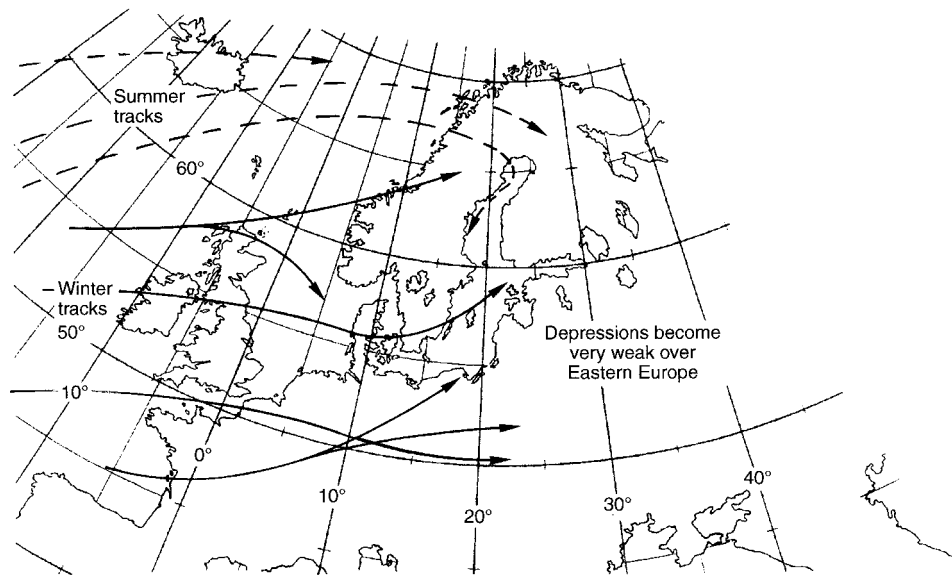 Summer
tracks
60°
Winter
tracks
50°
Depressions become
very weak over
Eastern Europe
10°
0°
10°
20°
30°
40°